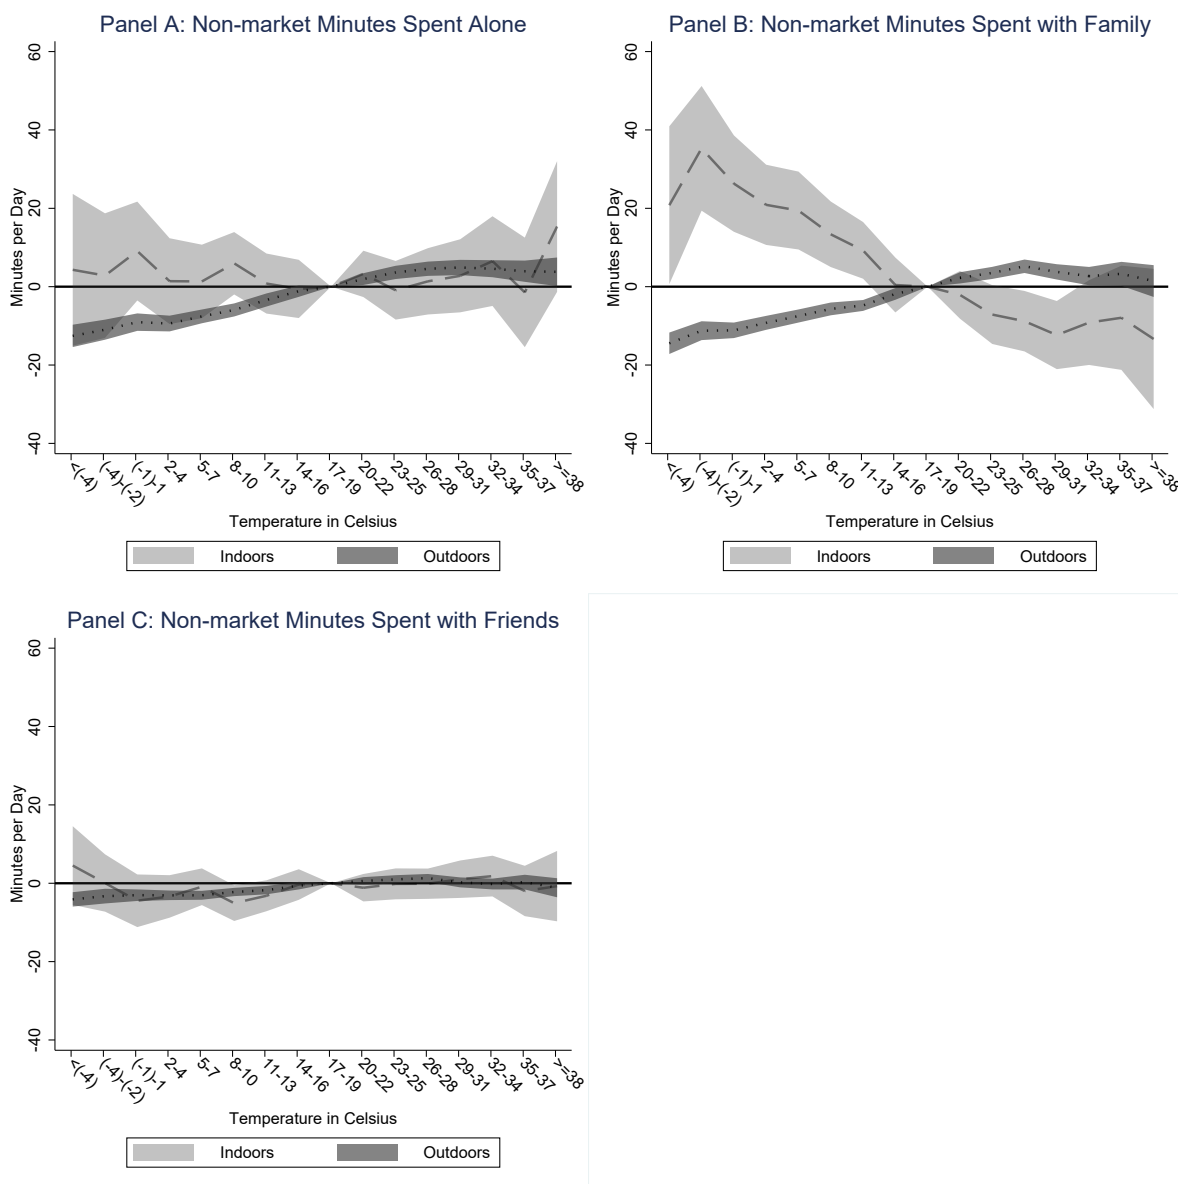 Panel A: Non-market Minutes Spent Alone
Minutes per Day
60
40
20
0
-20
-40
<(-4) (-4)-(-2) (-1)-1 2-4 5-7 8-10 11-13 14-16 17-19 20-22 23-25 26-28 29-31 32-34 35-37 >=38
Temperature in Celsius
Indoors Outdoors
Panel B: Non-market Minutes Spent with Family
Minutes per Day
60
40
20
0
-20
-40
<(-4) (-4)-(-2) (-1)-1 2-4 5-7 8-10 11-13 14-16 17-19 20-22 23-25 26-28 29-31 32-34 35-37 >=38
Temperature in Celsius
Indoors Outdoors
Panel C: Non-market Minutes Spent with Friends
Minutes per Day
60
40
20
0
-20
-40
<(-4) (-4)-(-2) (-1)-1 2-4 5-7 8-10 11-13 14-16 17-19 20-22 23-25 26-28 29-31 32-34 35-37 >=38
Temperature in Celsius
Indoors Outdoors